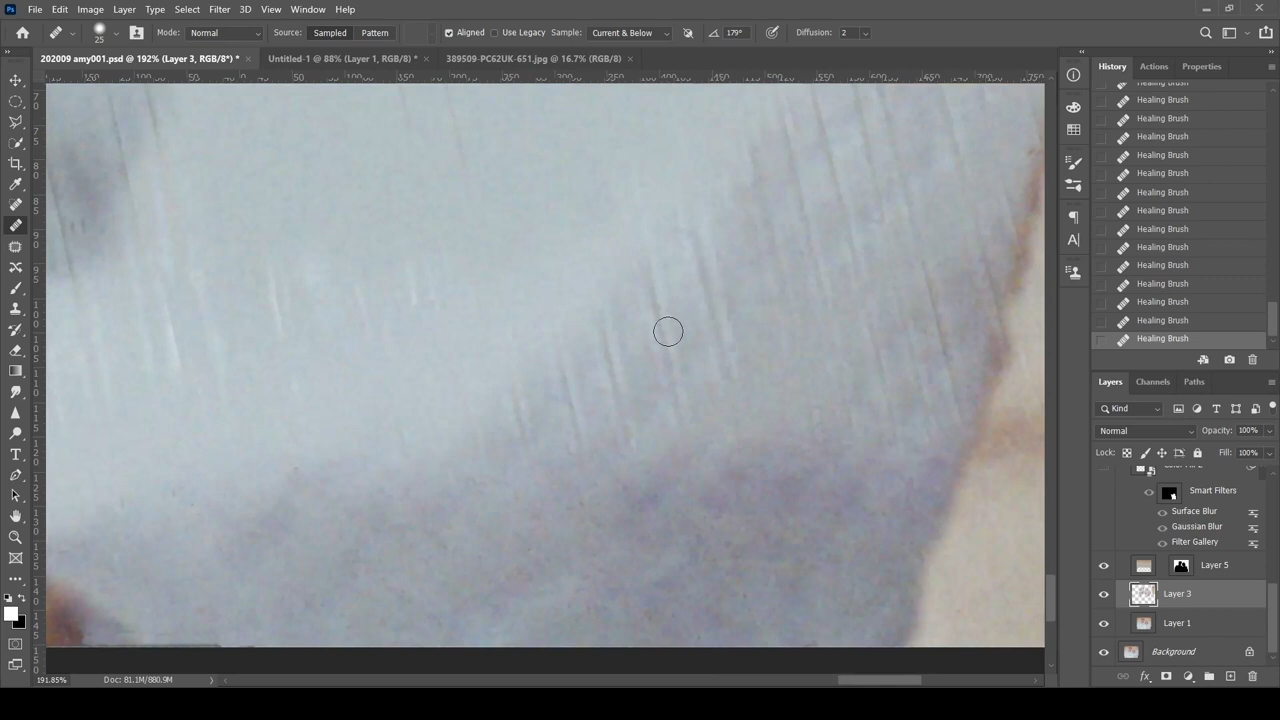 Ps File Edit Image Layer Type Select Filter 3D View Window Help
25 Mode: Normal Source: Sampled Pattern Aligned Use Legacy Sample: Current & Below 179° Diffusion: 2
202009 amy001.psd @ 192% (Layer 3, RGB/8*) * × Untitled-1 @ 88% (Layer 1, RGB/8) * × 389509-PC62UK-651.jpg @ 16.7% (RGB/8) ×
History Actions Properties
Healing Brush
Healing Brush
Healing Brush
Healing Brush
Healing Brush
Healing Brush
Healing Brush
Healing Brush
Healing Brush
Healing Brush
Healing Brush
Healing Brush
Healing Brush
Healing Brush
Layers Channels Paths
Kind
Normal Opacity: 100%
Lock: Fill: 100%
Smart Filters
Surface Blur
Gaussian Blur
Filter Gallery
Layer 5
Layer 3
Layer 1
Background
191.85% Doc: 81.1M/880.9M